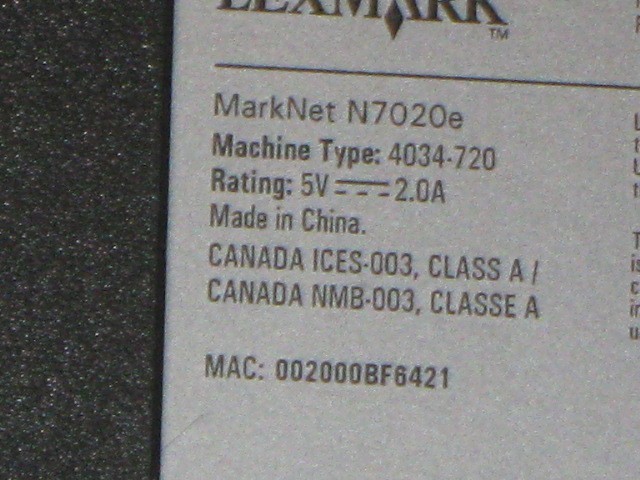 LEXMARK
TM
MarkNet N7020e
Machine Type: 4034-720
Rating: 5V 2.0A
Made in China.
CANADA ICES-003, CLASS A /
CANADA NMB-003, CLASSE A
MAC: 002000BF6421